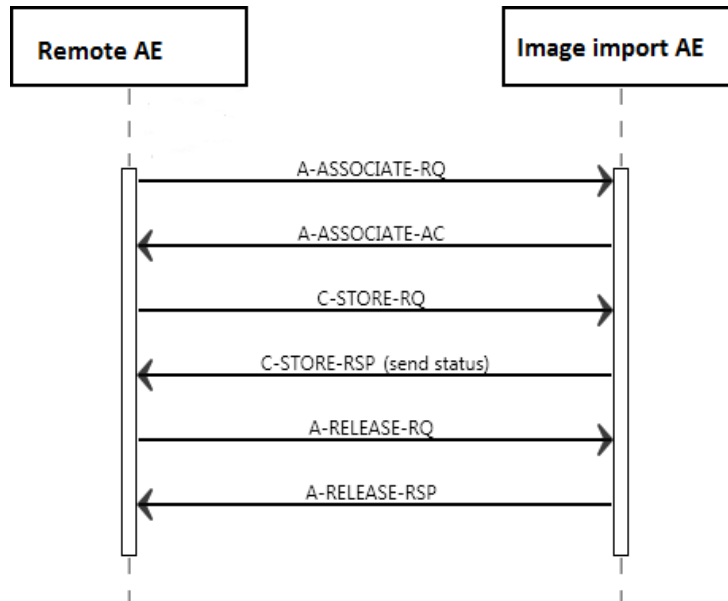 Remote AE
Image import AE
A-ASSOCIATE-RQ
A-ASSOCIATE-AC
C-STORE-RQ
C-STORE-RSP (send status)
A-RELEASE-RQ
A-RELEASE-RSP